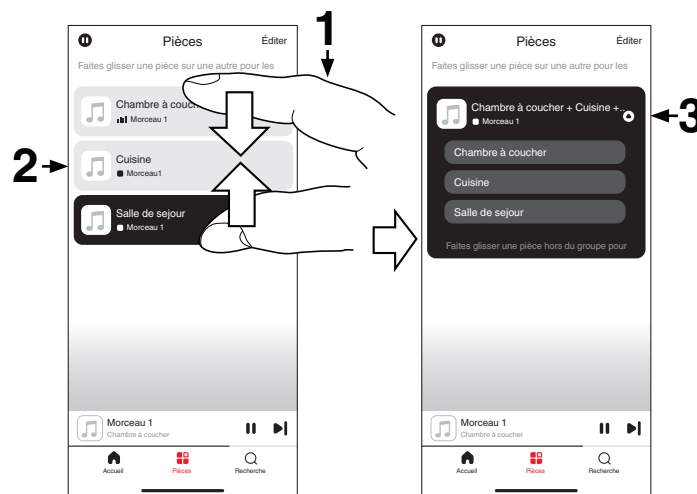 1
Pièces
Éditer
Faites glisser une pièce sur une autre pour les
Chambre à couch
Morceau 1
2
Cuisine
Morceau1
Salle de sejour
Morceau 1
Morceau 1
Chambre à coucher
Accueil
Pièces
Recherche
Pièces
Éditer
Faites glisser une pièce sur une autre pour les
Chambre à coucher + Cuisine +..
Morceau 1
3
Chambre à coucher
Cuisine
Salle de sejour
Faites glisser une pièce hors du groupe pour
Morceau 1
Chambre à coucher
Accueil
Pièces
Recherche